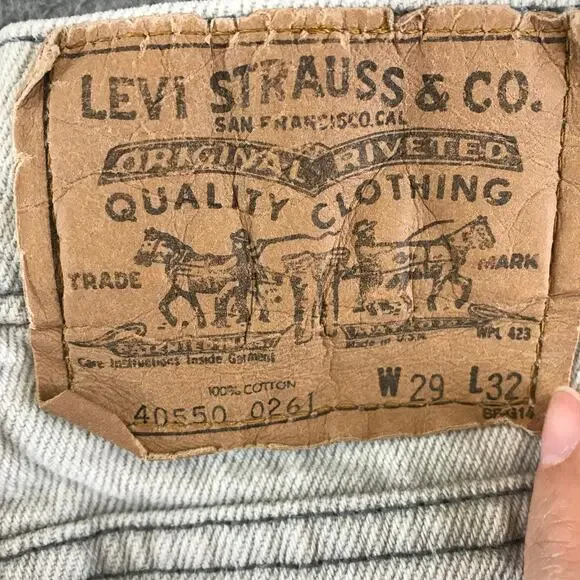 LEVI STRAUSS & CO.
SAN FRANCISCO, CAL.
ORIGINAL RIVETED
QUALITY CLOTHING
TRADE MARK
Care Instructions Inside Garment
Made in U.S.A.
WPL 423
100% COTTON
W 29 L 32
40550 0261